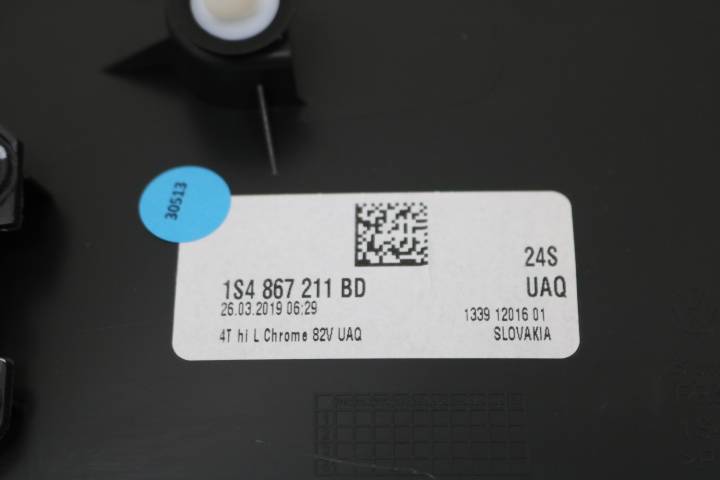 30513
24S
1S4 867 211 BD
UAQ
26.03.2019 06:29
1339 12016 01
4T hi L Chrome 82V UAQ
SLOVAKIA